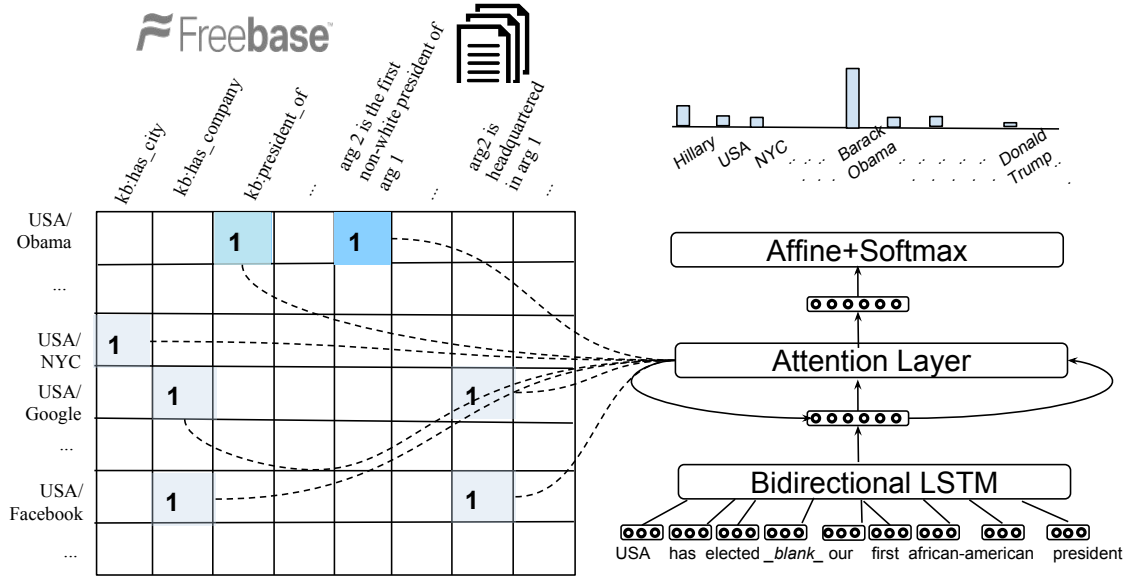 Freebase™
kb:has_city
kb:has_company
kb:president_of
...
arg 2 is the first
non-white president of
arg 1
...
arg2 is
headquartered
in arg 1
...
USA/
Obama
1
1
...
USA/
NYC
1
USA/
Google
1
1
...
USA/
Facebook
1
1
...
Hillary
USA
NYC
. . . . . .
Barack
Obama
. . . . . . . . . .
Donald
Trump..
Affine+Softmax
Attention Layer
Bidirectional LSTM
USA has elected _blank_ our first african-american president